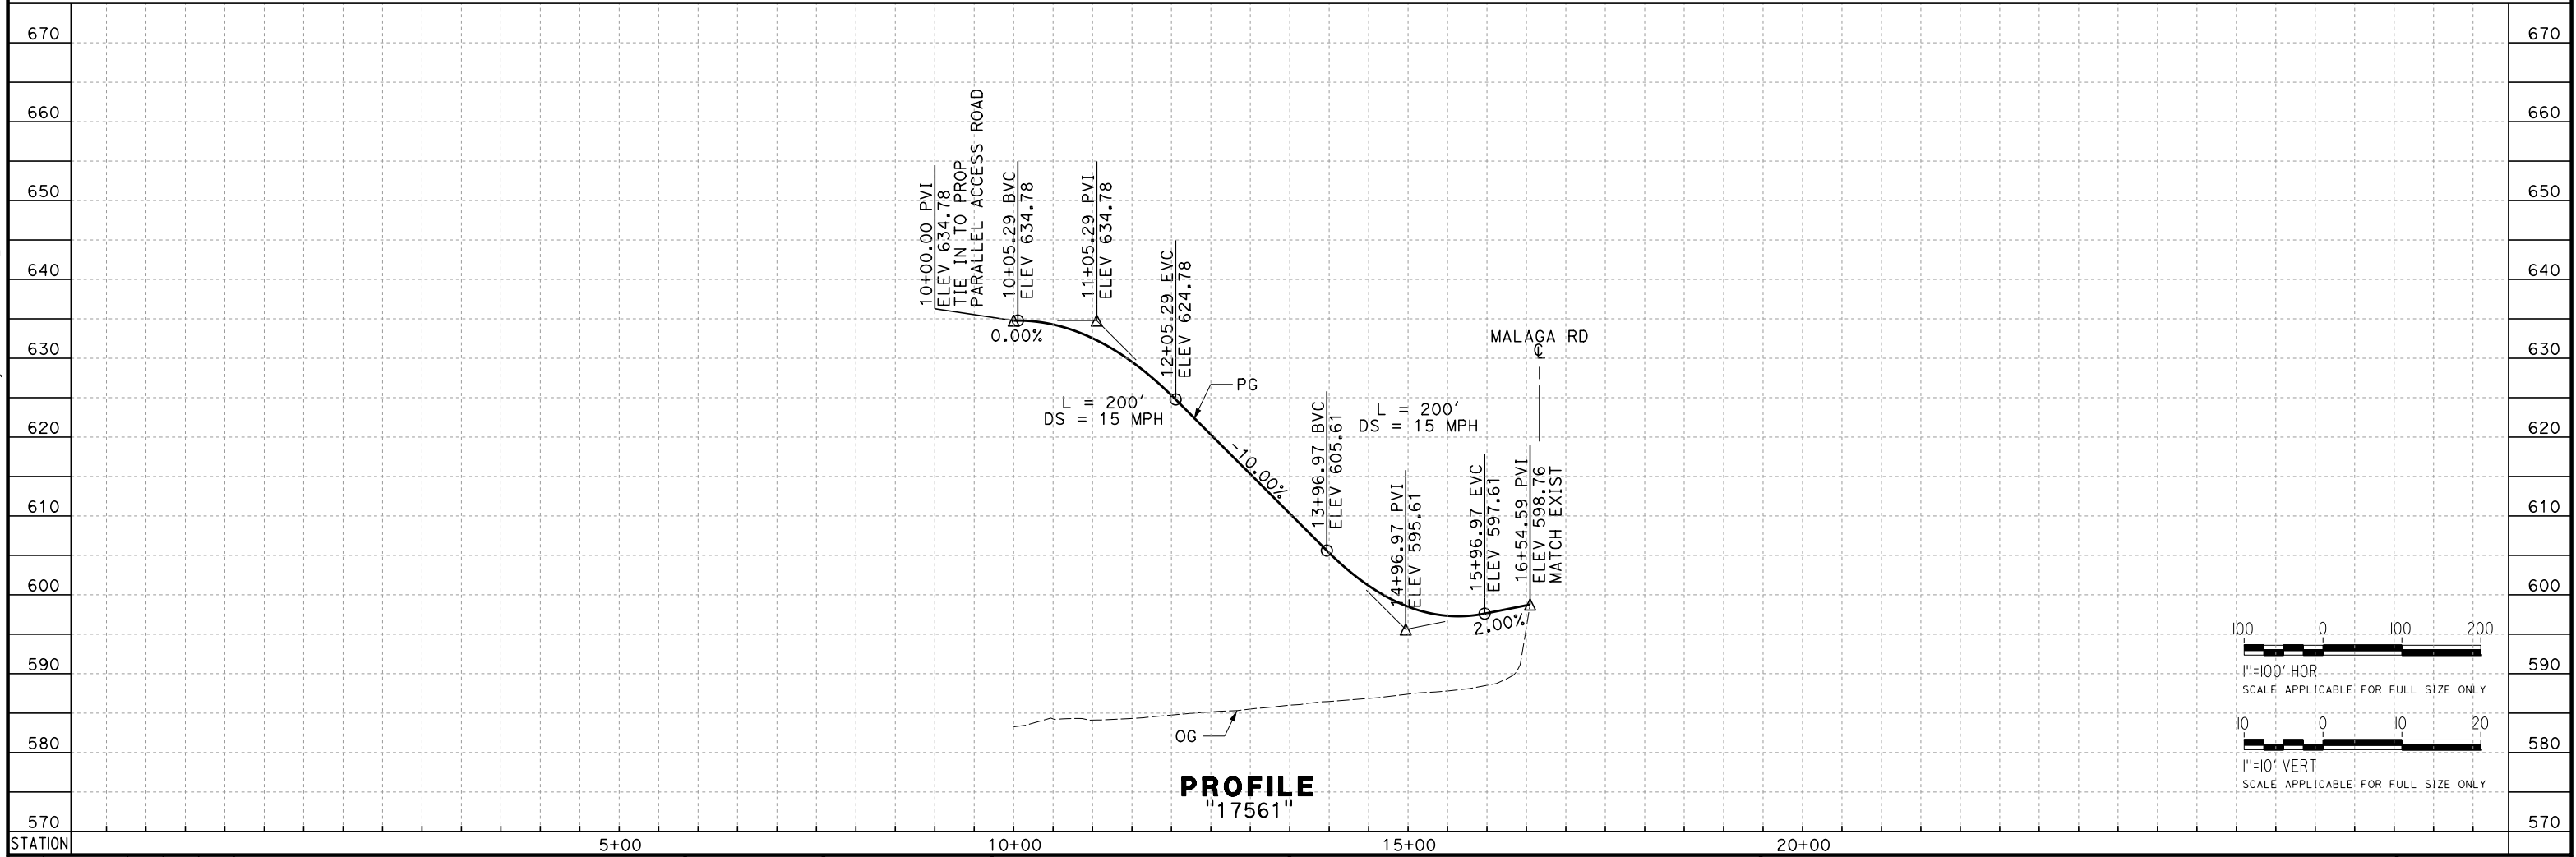 670
660
650
640
630
620
610
600
590
580
570
10+00.00 PVI
ELEV 634.78
TIE IN TO PROP
PARALLEL ACCESS ROAD
10+05.29 BVC
ELEV 634.78
11+05.29 PVI
ELEV 634.78
0.00%
12+05.29 EVC
ELEV 624.78
L = 200'
DS = 15 MPH
PG
-10.00%
13+96.97 BVC
ELEV 605.61
L = 200'
DS = 15 MPH
14+96.97 PVI
ELEV 595.61
15+96.97 EVC
ELEV 597.61
2.00%
16+54.59 PVI
ELEV 598.76
MATCH EXIST
MALAGA RD
℄
OG
PROFILE
"17561"
670
660
650
640
630
620
610
600
590
580
570
100 0 100 200
1"=100' HOR
SCALE APPLICABLE FOR FULL SIZE ONLY
10 0 10 20
1"=10' VERT
SCALE APPLICABLE FOR FULL SIZE ONLY
STATION 5+00 10+00 15+00 20+00